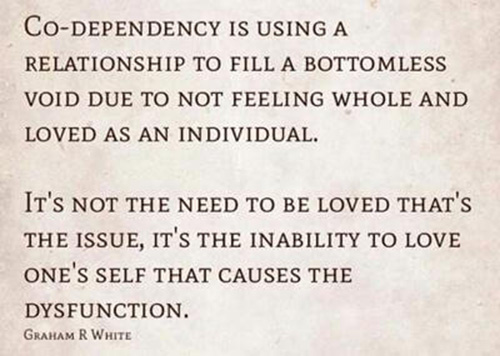 Co-dependency is using a
relationship to fill a bottomless
void due to not feeling whole and
loved as an individual.
It's not the need to be loved that's
the issue, it's the inability to love
one's self that causes the
dysfunction.
Graham R White